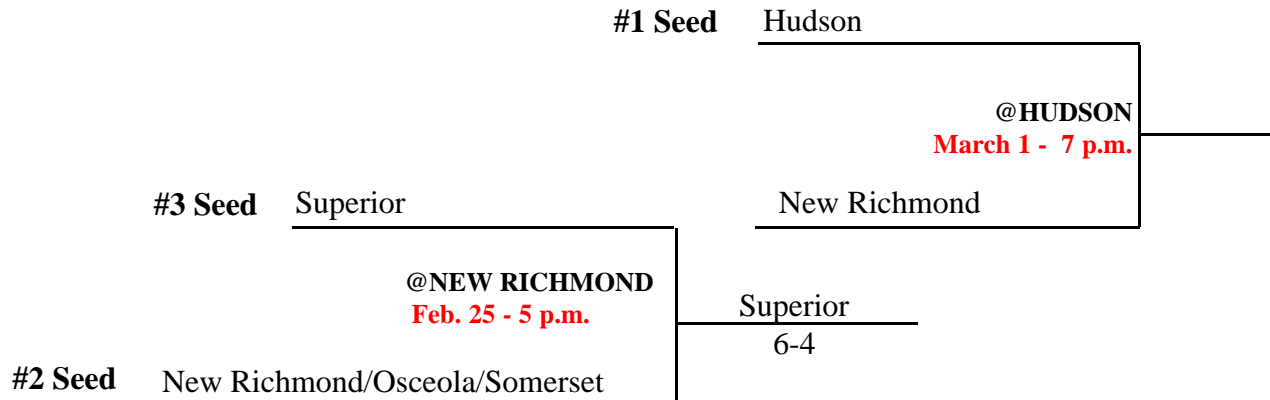 #1 Seed Hudson
@HUDSON
March 1 - 7 p.m.
#3 Seed Superior
New Richmond
@NEW RICHMOND
Feb. 25 - 5 p.m.
Superior
6-4
#2 Seed New Richmond/Osceola/Somerset